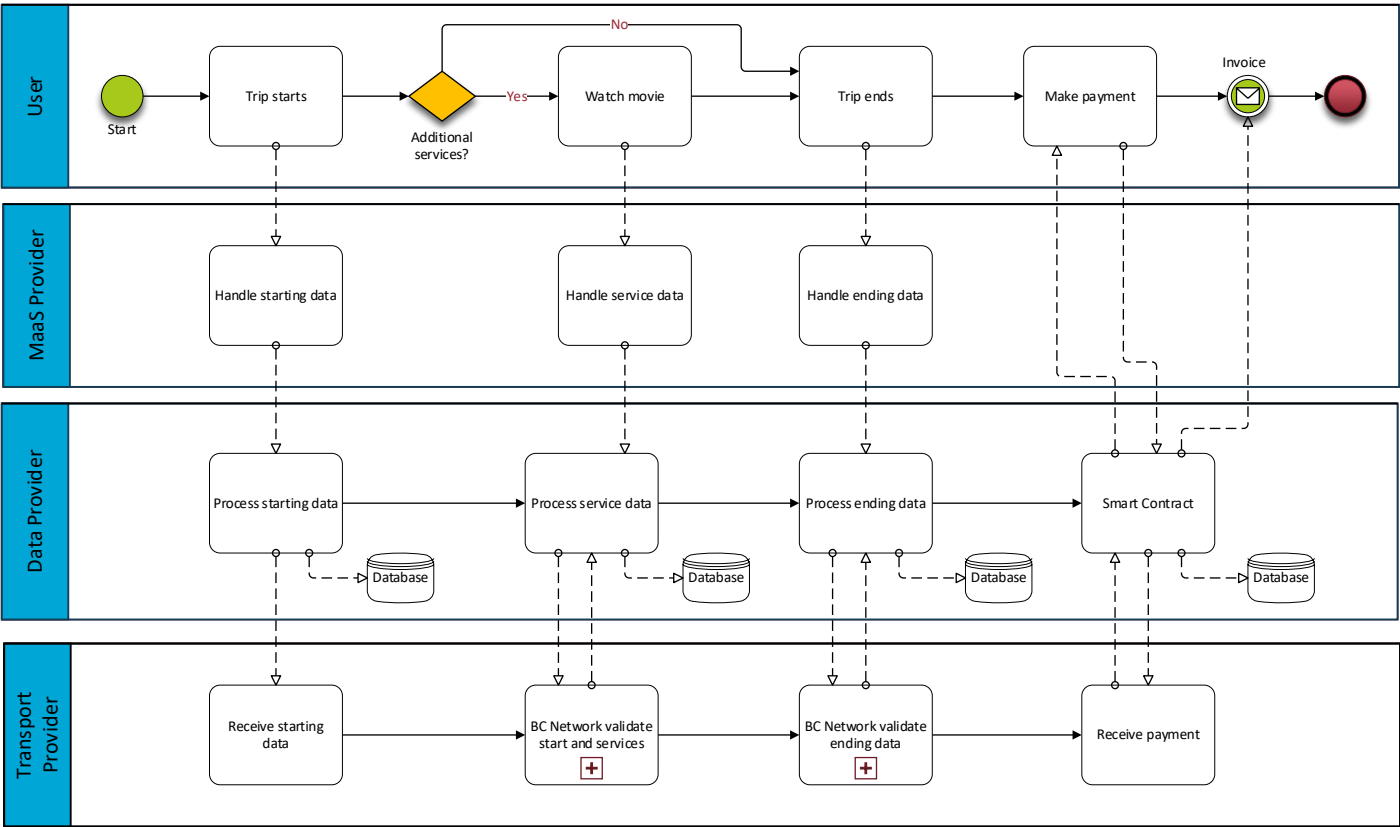 User
No
Invoice
Trip starts
Yes
Watch movie
Trip ends
Make payment
Start
Additional
services?
MaaS Provider
Handle starting data
Handle service data
Handle ending data
Data Provider
Process starting data
Process service data
Process ending data
Smart Contract
Database
Database
Database
Database
Transport
Provider
Receive starting
data
BC Network validate
start and services
BC Network validate
ending data
Receive payment